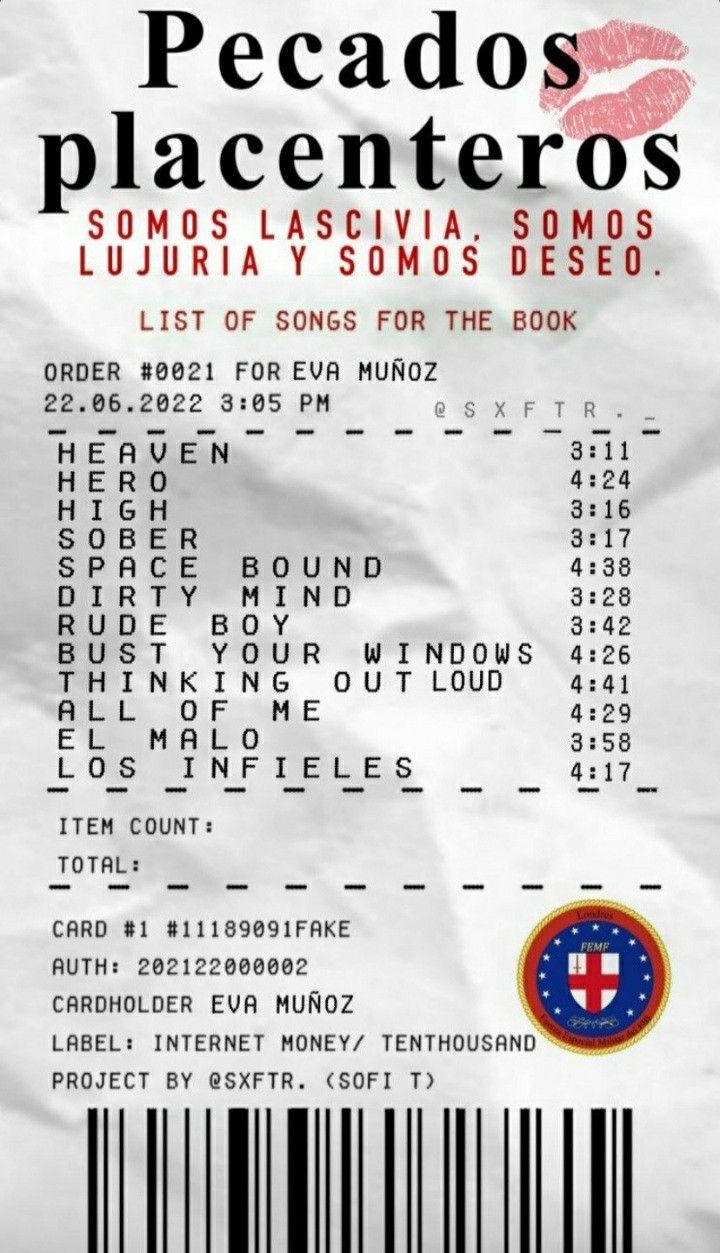 Pecados
placenteros
SOMOS LASCIVIA, SOMOS
LUJURIA Y SOMOS DESEO.
LIST OF SONGS FOR THE BOOK
ORDER #0021 FOR EVA MUÑOZ
22.06.2022 3:05 PM @SXFTR._
HEAVEN 3:11
HERO 4:24
HIGH 3:16
SOBER 3:17
SPACE BOUND 4:38
DIRTY MIND 3:28
RUDE BOY 3:42
BUST YOUR WINDOWS 4:26
THINKING OUT LOUD 4:41
ALL OF ME 4:29
EL MALO 3:58
LOS INFIELES 4:17
ITEM COUNT:
TOTAL:
CARD #1 #11189091FAKE
AUTH: 202122000002
CARDHOLDER EVA MUÑOZ
LABEL: INTERNET MONEY/ TENTHOUSAND
PROJECT BY @SXFTR. (SOFI T)
Londres
FEMF